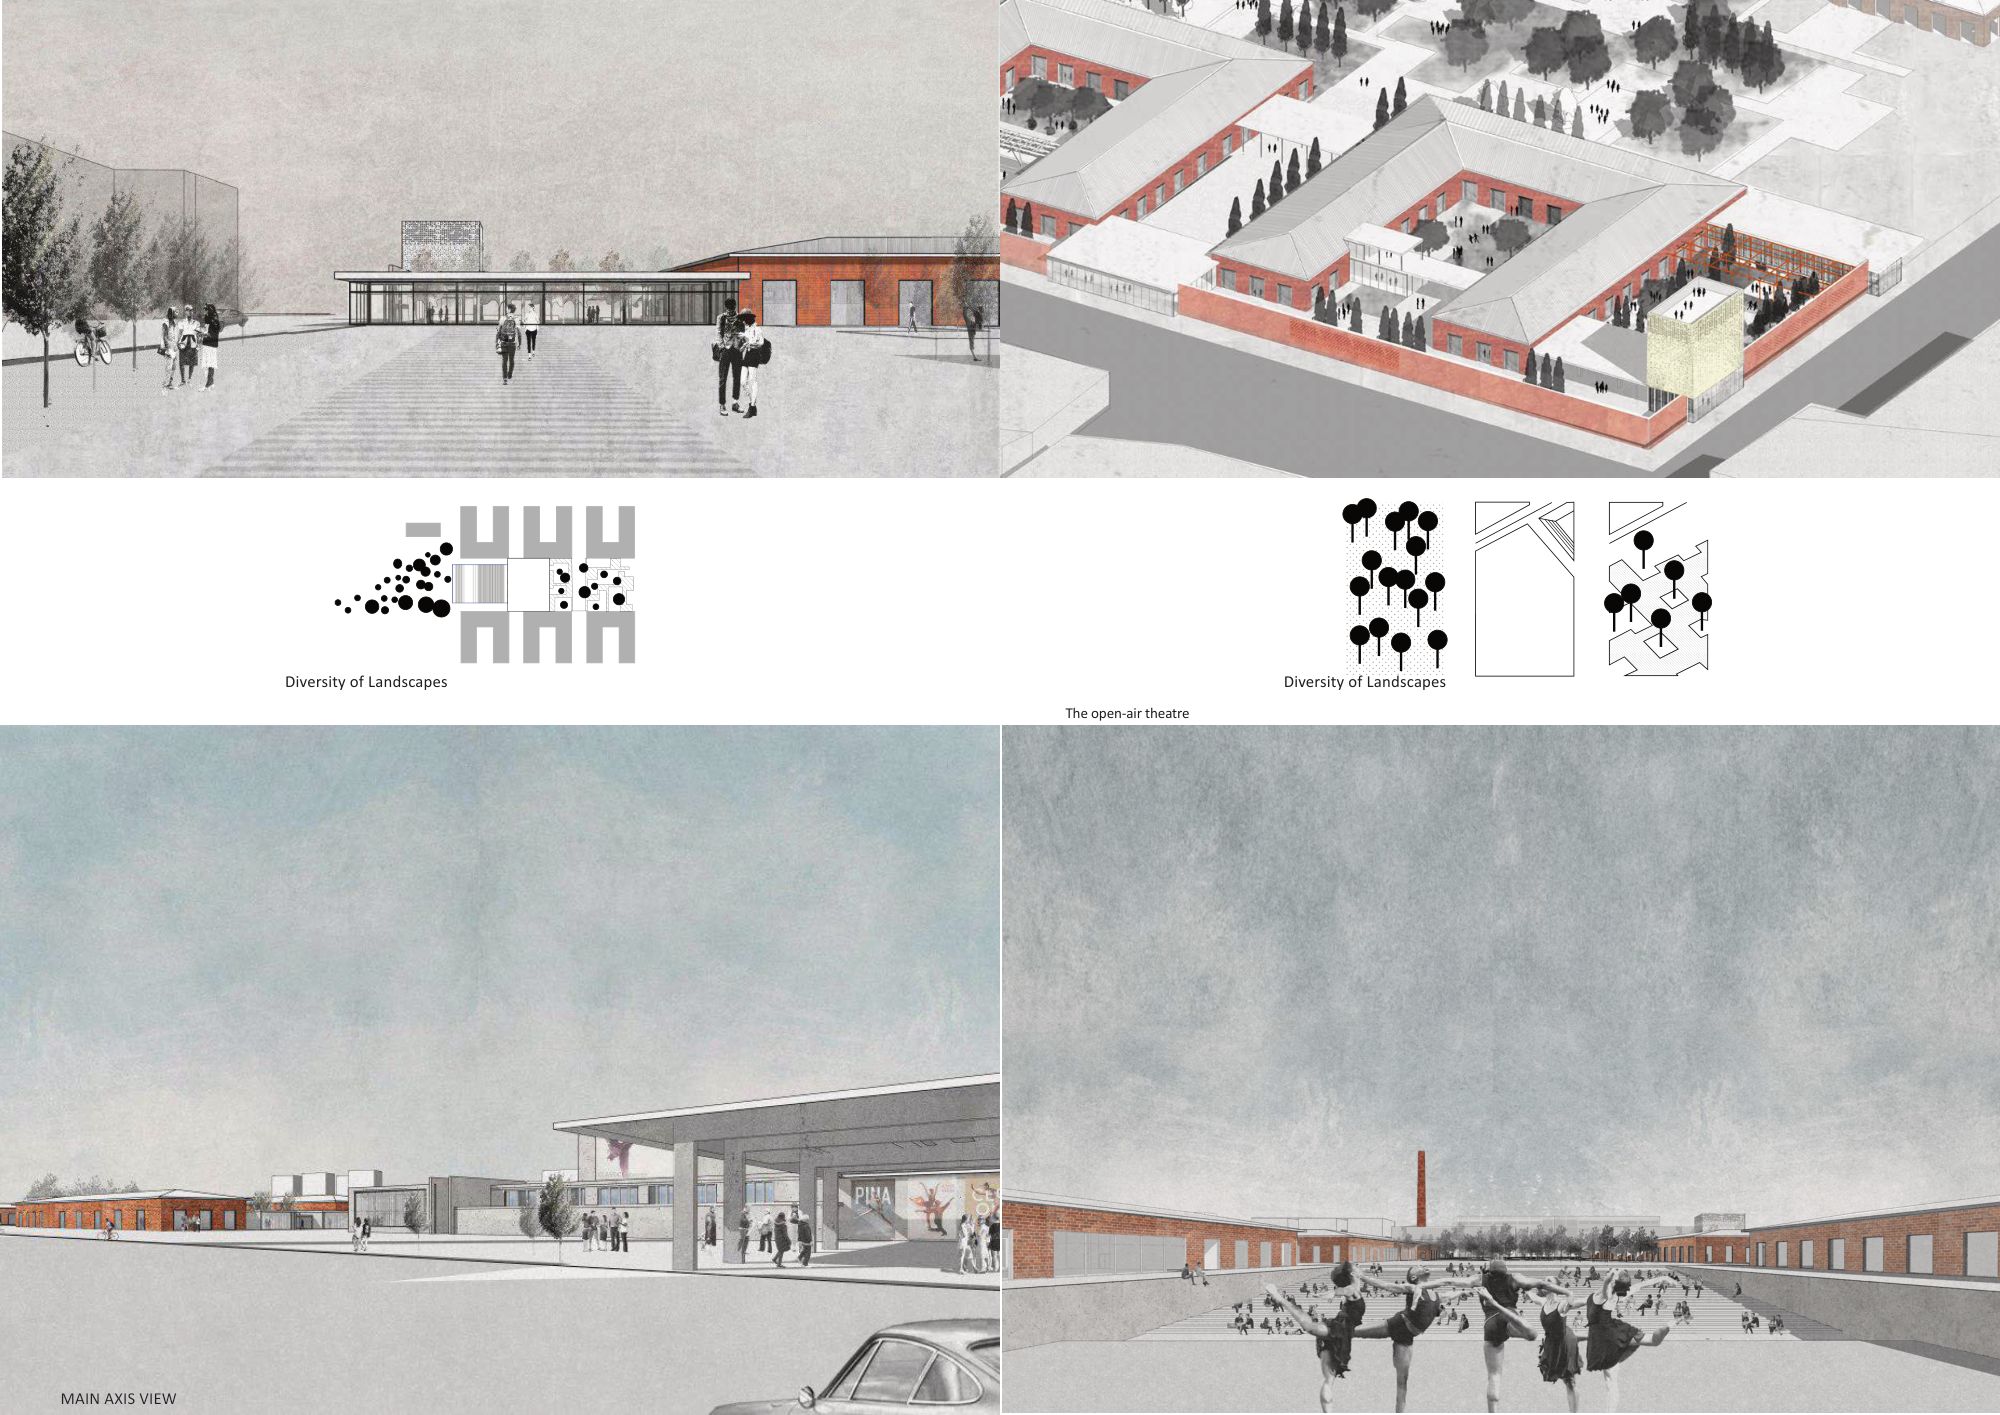 Diversity of Landscapes
Diversity of Landscapes
The open-air theatre
PINA
MAIN AXIS VIEW